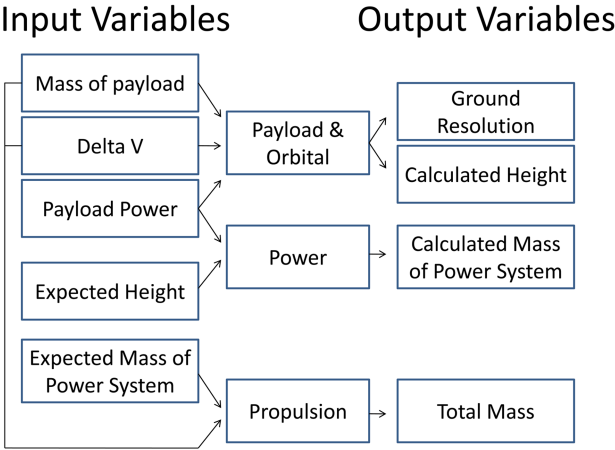 Input Variables
Output Variables
Mass of payload
Delta V
Payload Power
Expected Height
Expected Mass of
Power System
Payload &
Orbital
Power
Propulsion
Ground
Resolution
Calculated Height
Calculated Mass
of Power System
Total Mass